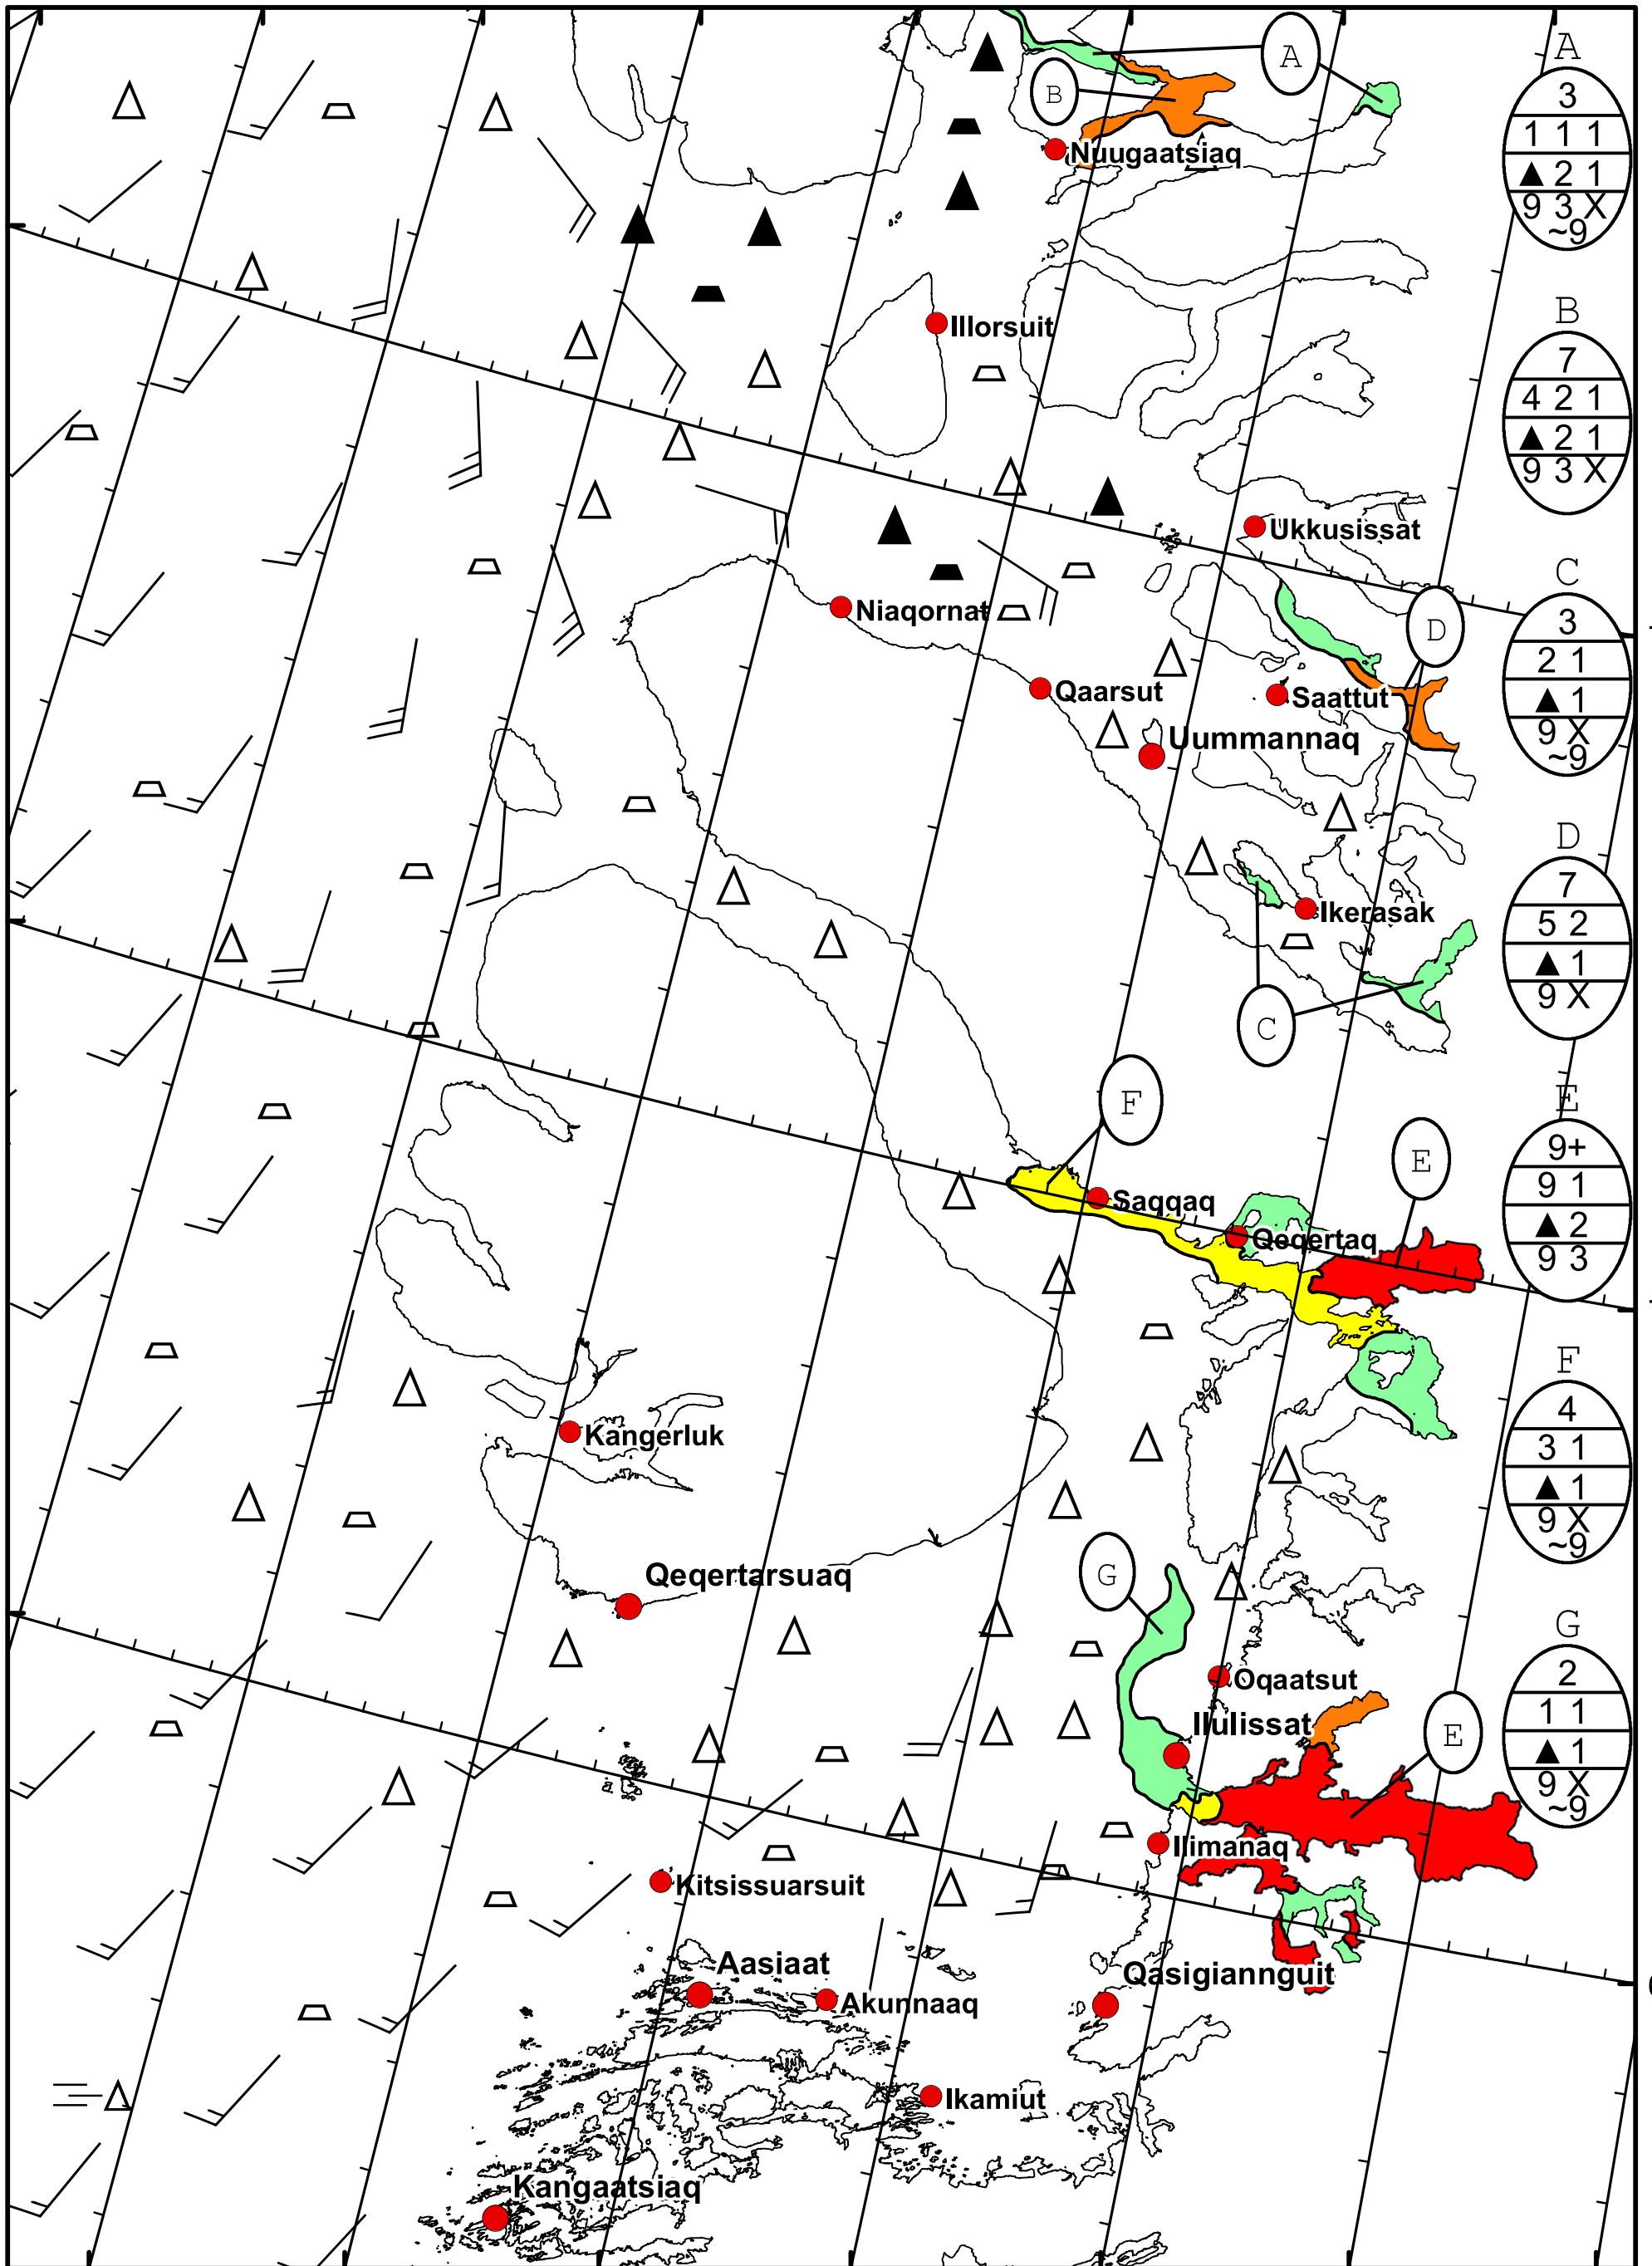 A
B
Nuugaatsiaq
Illorsuit
Ukkusissat
Niaqornat
D
Qaarsut
Saattut
Uummannaq
Ikerasak
C
F
E
Saqqaq
Qeqertaq
Kangerluk
G
Qeqertarsuaq
Oqaatsut
Ilulissat
E
Ilimanaq
Kitsissuarsuit
Aasiaat
Qasigiannguit
Akunnaaq
Ikamiut
Kangaatsiaq
A
3
1 1 1
▲ 2 1
9 3 X
~9
B
7
4 2 1
▲ 2 1
9 3 X
C
3
2 1
▲ 1
9 X
~9
D
7
5 2
▲ 1
9 X
E
9+
9 1
▲ 2
9 3
F
4
3 1
▲ 1
9 X
~9
G
2
1 1
▲ 1
9 X
~9